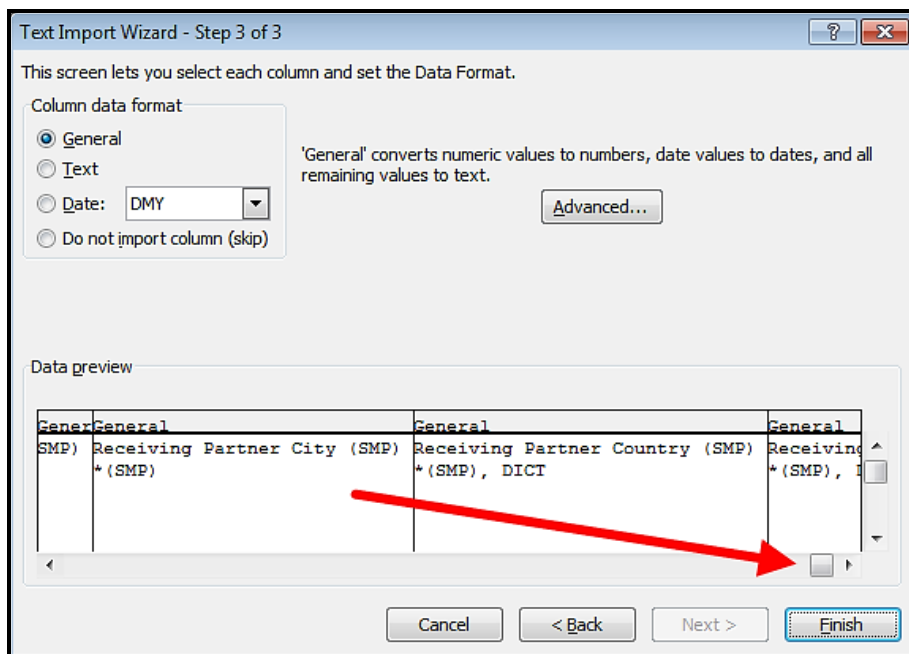 Text Import Wizard - Step 3 of 3
This screen lets you select each column and set the Data Format.
Column data format
General
Text
Date: DMY
Do not import column (skip)
'General' converts numeric values to numbers, date values to dates, and all
remaining values to text.
Advanced...
Data preview
Gener General General General
SMP) Receiving Partner City (SMP) Receiving Partner Country (SMP) Receiving
*(SMP) *(SMP), DICT *(SMP),
Cancel < Back Next > Finish